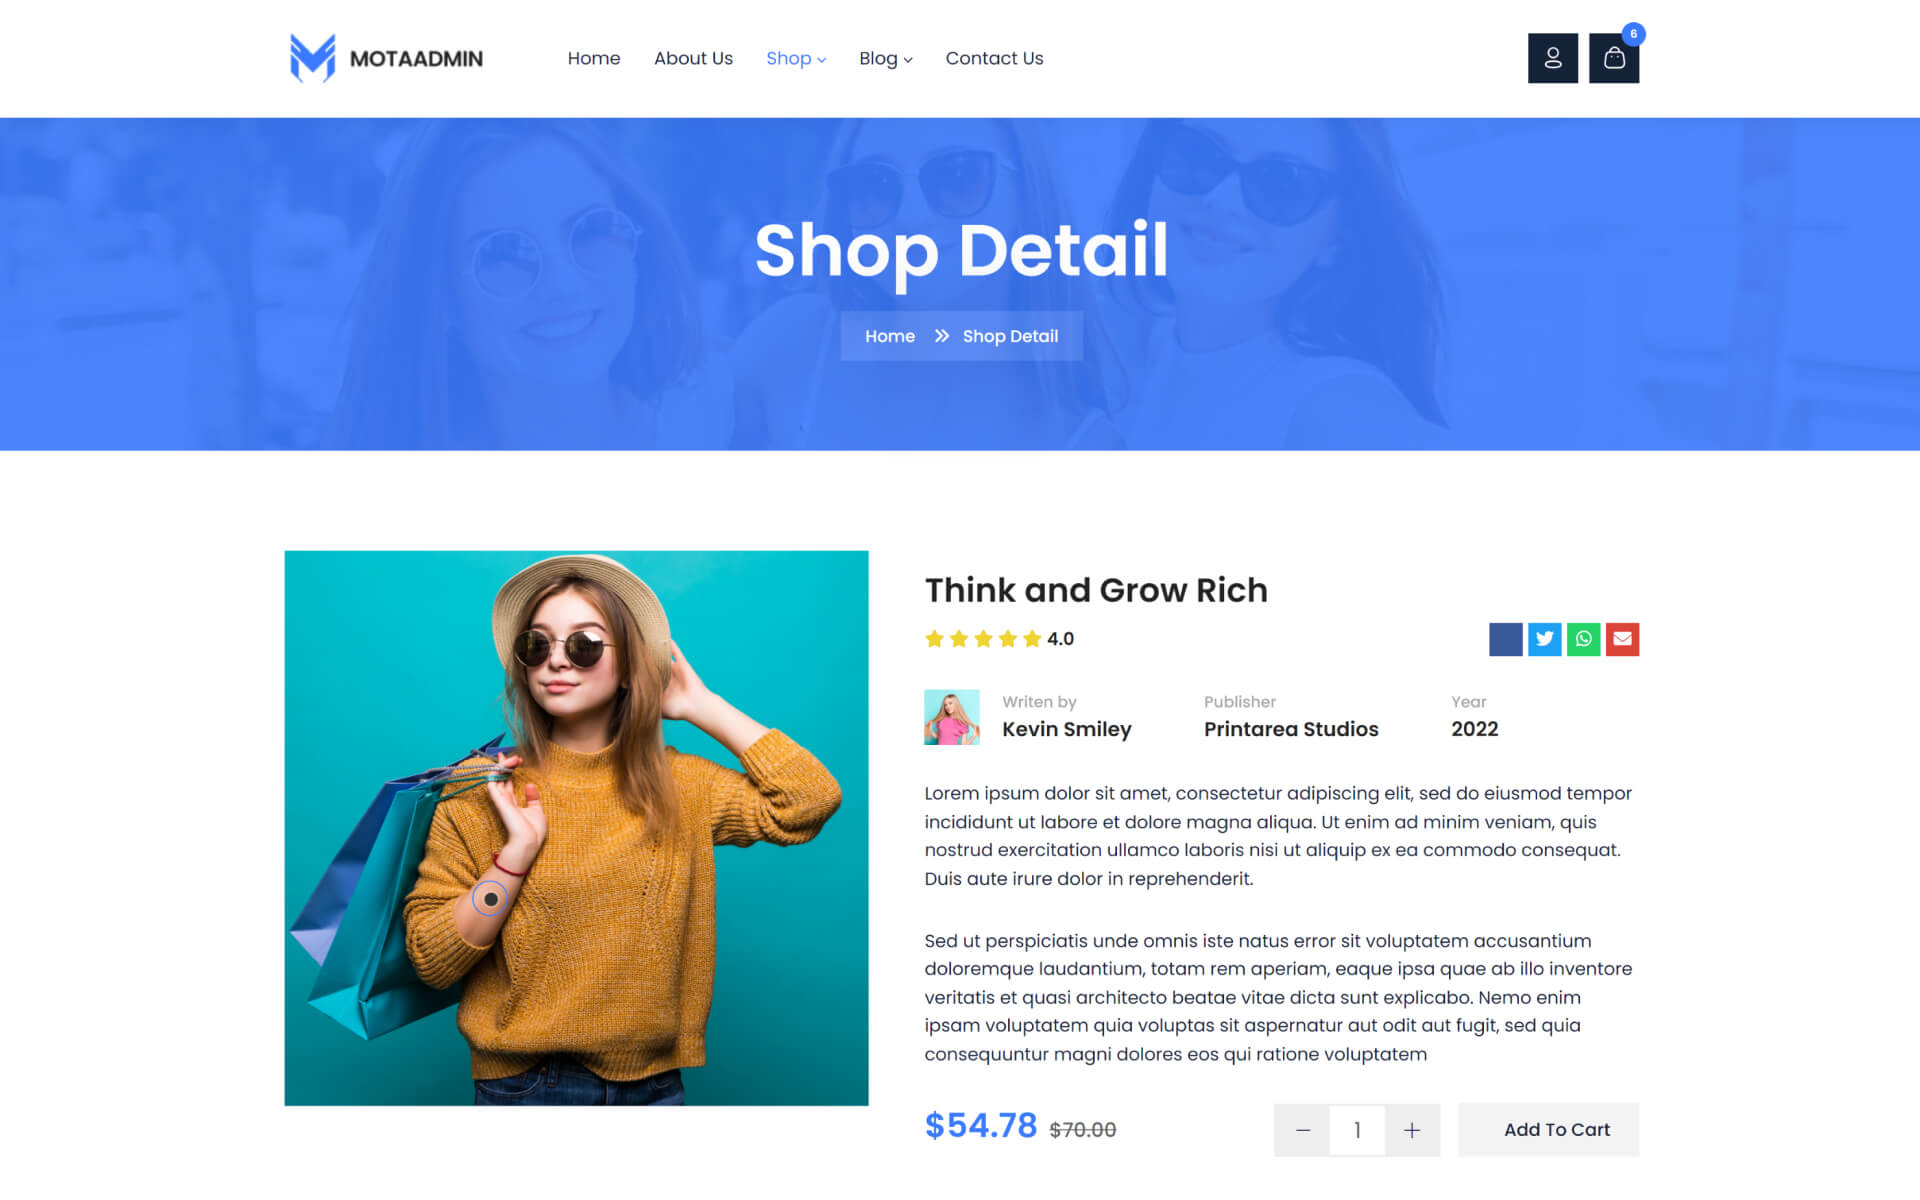 MOTAADMIN
Home About Us Shop Blog Contact Us
6
Shop Detail
Home Shop Detail
Think and Grow Rich
4.0
Writen by Publisher Year
Kevin Smiley Printarea Studios 2022
Lorem ipsum dolor sit amet, consectetur adipiscing elit, sed do eiusmod tempor
incididunt ut labore et dolore magna aliqua. Ut enim ad minim veniam, quis
nostrud exercitation ullamco laboris nisi ut aliquip ex ea commodo consequat.
Duis aute irure dolor in reprehenderit.
Sed ut perspiciatis unde omnis iste natus error sit voluptatem accusantium
doloremque laudantium, totam rem aperiam, eaque ipsa quae ab illo inventore
veritatis et quasi architecto beatae vitae dicta sunt explicabo. Nemo enim
ipsam voluptatem quia voluptas sit aspernatur aut odit aut fugit, sed quia
consequuntur magni dolores eos qui ratione voluptatem
$54.78 $70.00 − 1 + Add To Cart